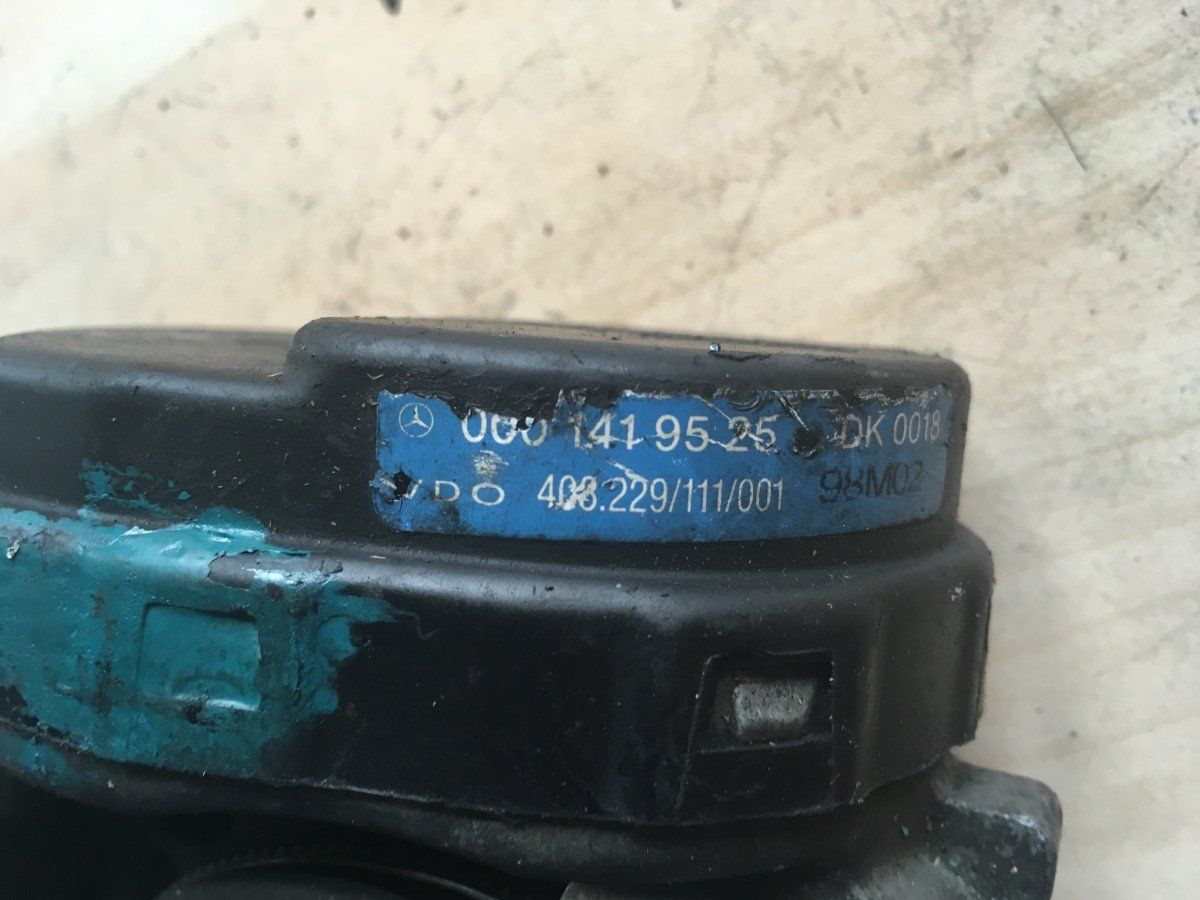 000 141 95 25 DK 0018
VDO 408.229/111/001 98M02